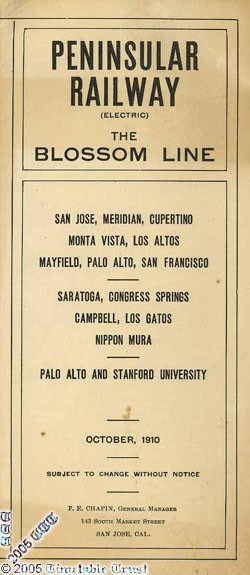 PENINSULAR
RAILWAY
(ELECTRIC)
THE
BLOSSOM LINE
SAN JOSE, MERIDIAN, CUPERTINO
MONTA VISTA, LOS ALTOS
MAYFIELD, PALO ALTO, SAN FRANCISCO
SARATOGA, CONGRESS SPRINGS
CAMPBELL, LOS GATOS
NIPPON MURA
PALO ALTO AND STANFORD UNIVERSITY
OCTOBER, 1910
SUBJECT TO CHANGE WITHOUT NOTICE
F. E. CHAPIN, GENERAL MANAGER
143 SOUTH MARKET STREET
SAN JOSE, CAL.
2005
© 2005 Timetable Trust